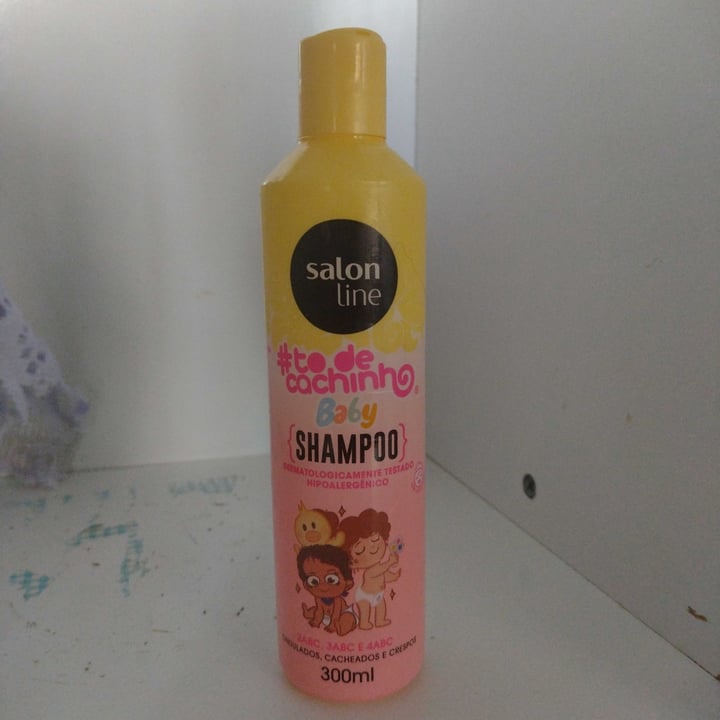 salon
line
#to de
cachinho
Baby
{SHAMPOO}
DERMATOLOGICAMENTE TESTADO
HIPOALERGÊNICO
2ABC, 3ABC E 4ABC
ONDULADOS, CACHEADOS E CRESPOS
300ml